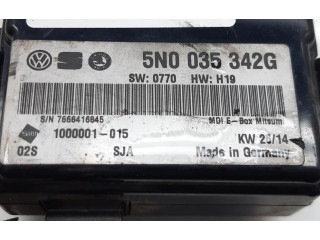 5N0 035 342G
SW: 0770 HW: H19
S/N 7666416845
MDI E-Box Mitsumi
1000001-015
KW 26/14
02S SJA Made in Germany